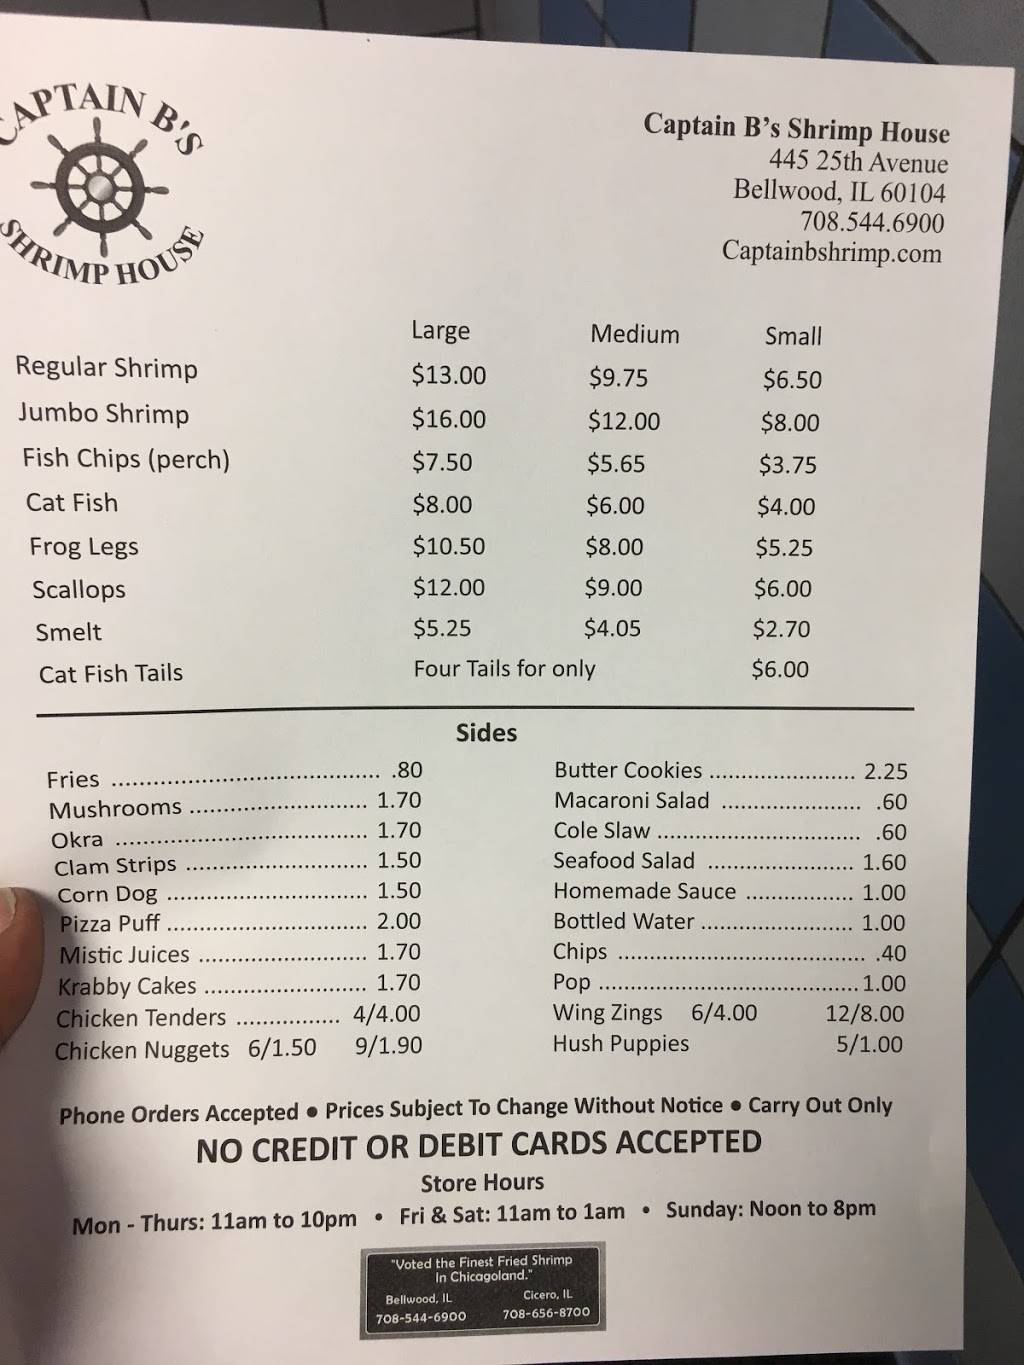 CAPTAIN B'S
SHRIMP HOUSE
Captain B's Shrimp House
445 25th Avenue
Bellwood, IL 60104
708.544.6900
Captainbshrimp.com
Large Medium Small
Regular Shrimp $13.00 $9.75 $6.50
Jumbo Shrimp $16.00 $12.00 $8.00
Fish Chips (perch) $7.50 $5.65 $3.75
Cat Fish $8.00 $6.00 $4.00
Frog Legs $10.50 $8.00 $5.25
Scallops $12.00 $9.00 $6.00
Smelt $5.25 $4.05 $2.70
Cat Fish Tails Four Tails for only $6.00
Sides
Fries ........................................ .80
Mushrooms .......................... 1.70
Okra ..................................... 1.70
Clam Strips ........................... 1.50
Corn Dog .............................. 1.50
Pizza Puff .............................. 2.00
Mistic Juices ......................... 1.70
Krabby Cakes ........................ 1.70
Chicken Tenders ................ 4/4.00
Chicken Nuggets 6/1.50 9/1.90
Butter Cookies ...................... 2.25
Macaroni Salad ..................... .60
Cole Slaw .............................. .60
Seafood Salad ...................... 1.60
Homemade Sauce ................ 1.00
Bottled Water ....................... 1.00
Chips ..................................... .40
Pop ...................................... 1.00
Wing Zings 6/4.00 12/8.00
Hush Puppies 5/1.00
Phone Orders Accepted ● Prices Subject To Change Without Notice ● Carry Out Only
NO CREDIT OR DEBIT CARDS ACCEPTED
Store Hours
Mon - Thurs: 11am to 10pm • Fri & Sat: 11am to 1am • Sunday: Noon to 8pm
"Voted the Finest Fried Shrimp
In Chicagoland."
Bellwood, IL Cicero, IL
708-544-6900 708-656-8700